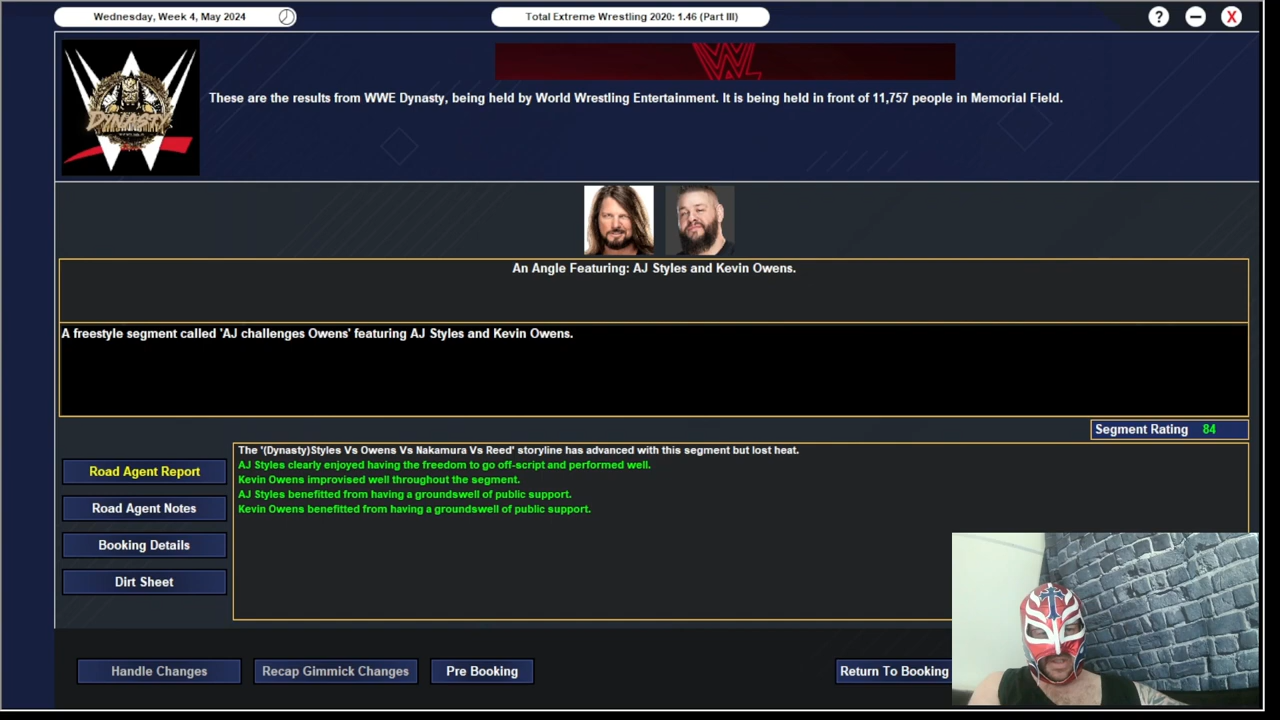 Wednesday, Week 4, May 2024
Total Extreme Wrestling 2020: 1.46 (Part III)
?
X
DYNASTY
These are the results from WWE Dynasty, being held by World Wrestling Entertainment. It is being held in front of 11,757 people in Memorial Field.
An Angle Featuring: AJ Styles and Kevin Owens.
A freestyle segment called 'AJ challenges Owens' featuring AJ Styles and Kevin Owens.
Segment Rating 84
The '(Dynasty)Styles Vs Owens Vs Nakamura Vs Reed' storyline has advanced with this segment but lost heat.
AJ Styles clearly enjoyed having the freedom to go off-script and performed well.
Kevin Owens improvised well throughout the segment.
AJ Styles benefitted from having a groundswell of public support.
Kevin Owens benefitted from having a groundswell of public support.
Road Agent Report
Road Agent Notes
Booking Details
Dirt Sheet
Handle Changes
Recap Gimmick Changes
Pre Booking
Return To Booking